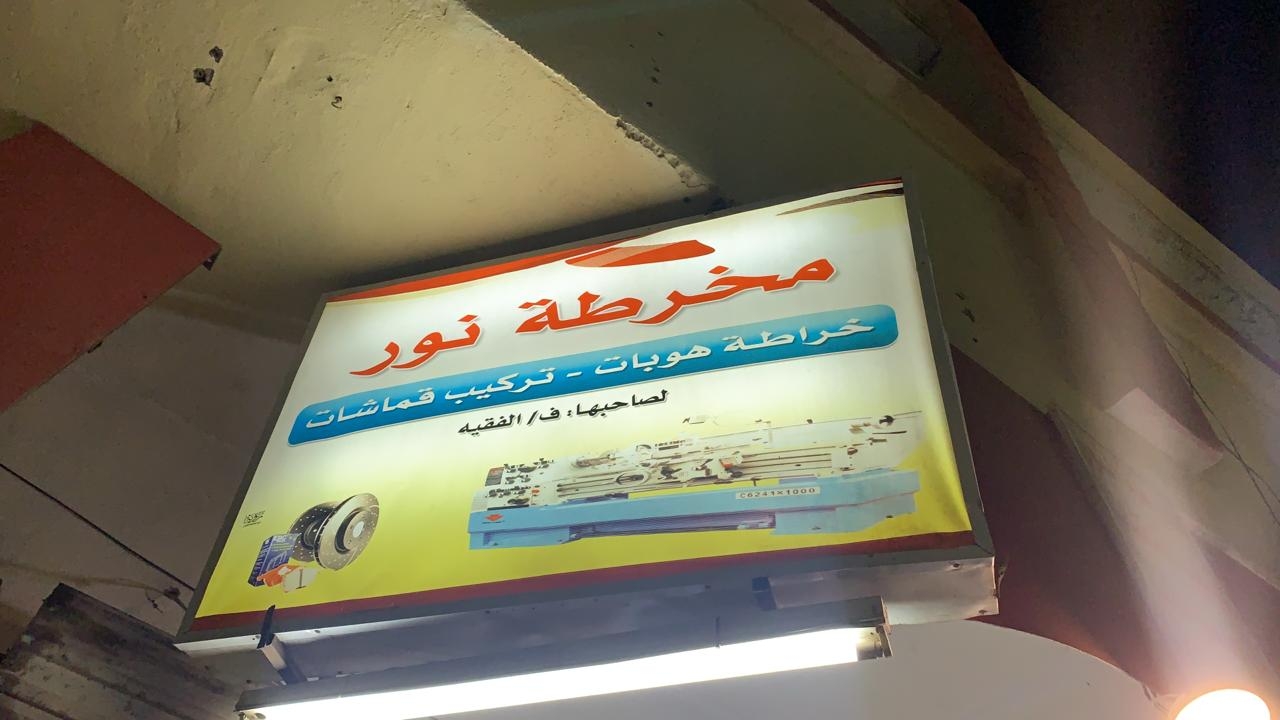 مخرطة نور
خراطة هوبات - تركيب قماشات
لصاحبها: ف/ الفقيه
C6241×1000